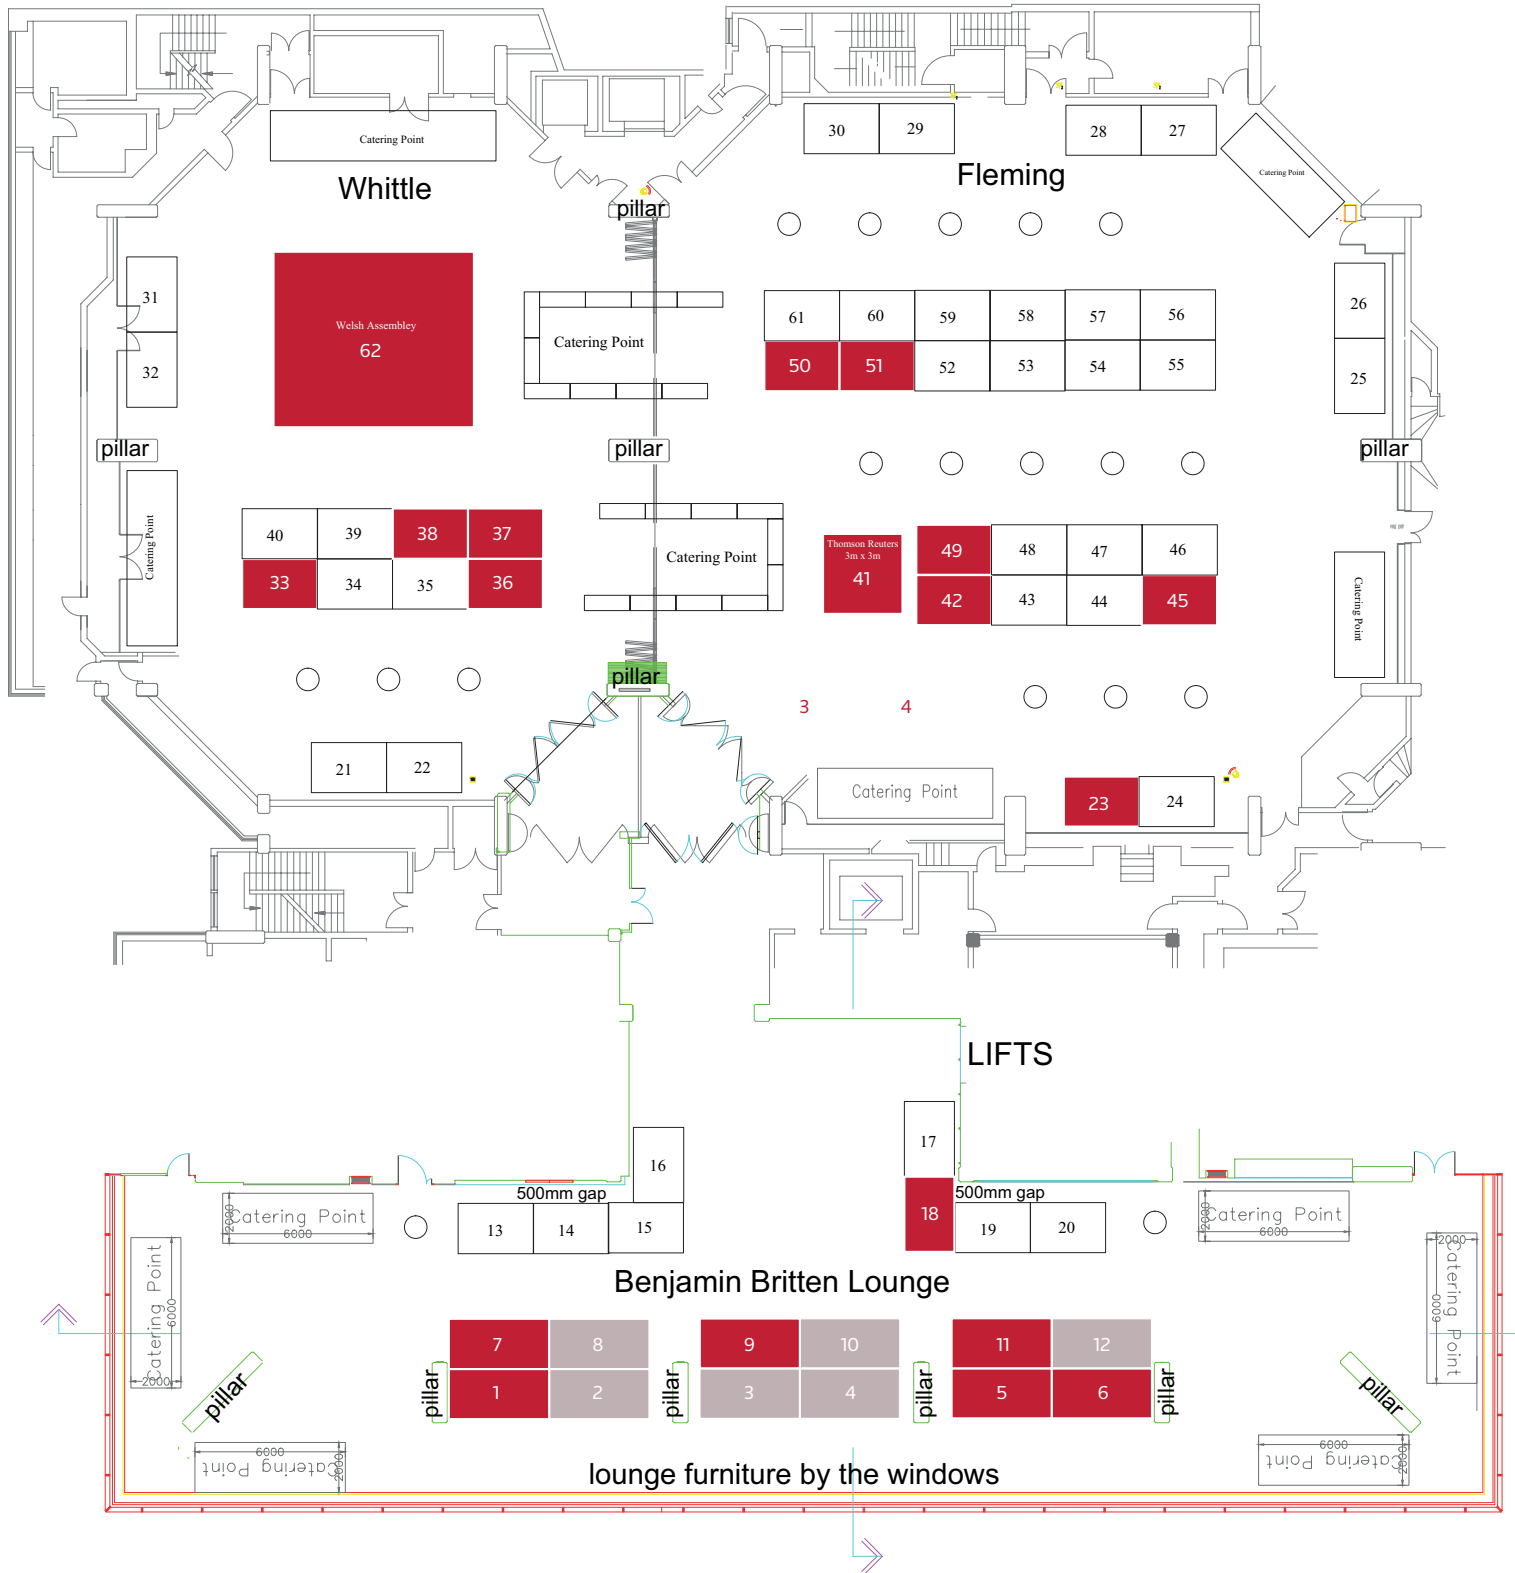 Catering Point
30
29
28
27
Whittle
Fleming
Catering Point
pillar
31
26
Welsh Assembley
62
61
60
59
58
57
56
Catering Point
32
50
51
52
53
54
55
25
pillar
pillar
pillar
Catering Point
40
39
38
37
33
34
35
36
Catering Point
Thomson Reuters
3m x 3m
41
49
48
47
46
42
43
44
45
Catering Point
pillar
3
4
21
22
Catering Point
23
24
LIFTS
17
16
500mm gap
500mm gap
Catering Point
2000
6000
13
14
15
18
19
20
Catering Point
2000
6000
Catering Point
6000
2000
Benjamin Britten Lounge
2000
Catering Point
6000
7
8
9
10
11
12
1
2
3
4
5
6
pillar
pillar
pillar
pillar
pillar
pillar
6000
Catering Point
2000
lounge furniture by the windows
6000
Catering Point
2000